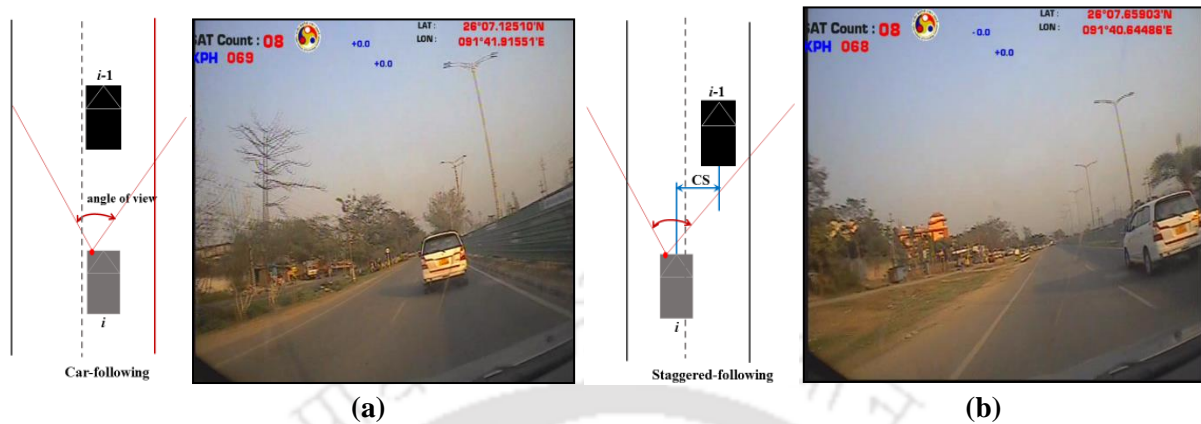 i-1
angle of view
i
Car-following
SAT Count : 08
KPH 069
+0.0
+0.0
LAT : 26°07.12510'N
LON : 091°41.91551'E
(a)
i-1
CS
i
Staggered-following
SAT Count : 08
KPH 068
-0.0
+0.0
LAT : 26°07.65903'N
LON : 091°40.64486'E
(b)